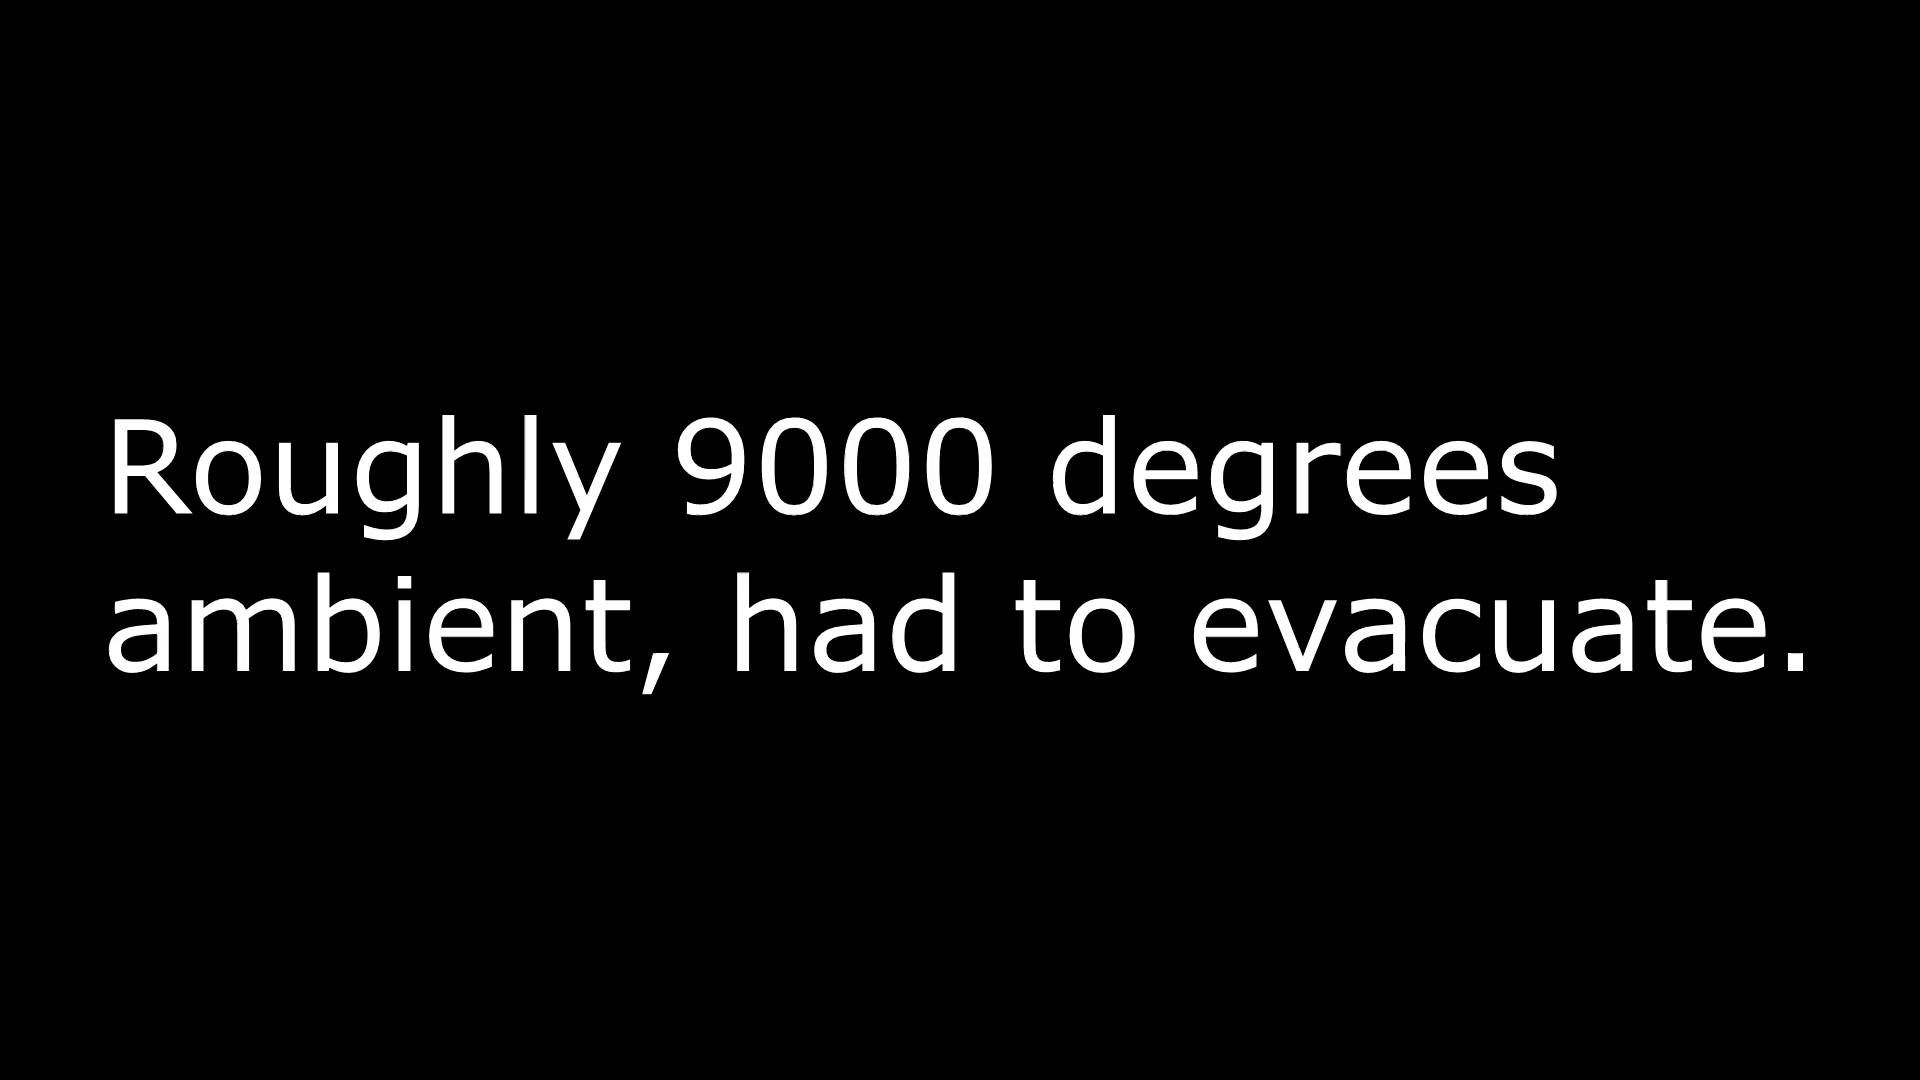 Roughly 9000 degrees
ambient, had to evacuate.